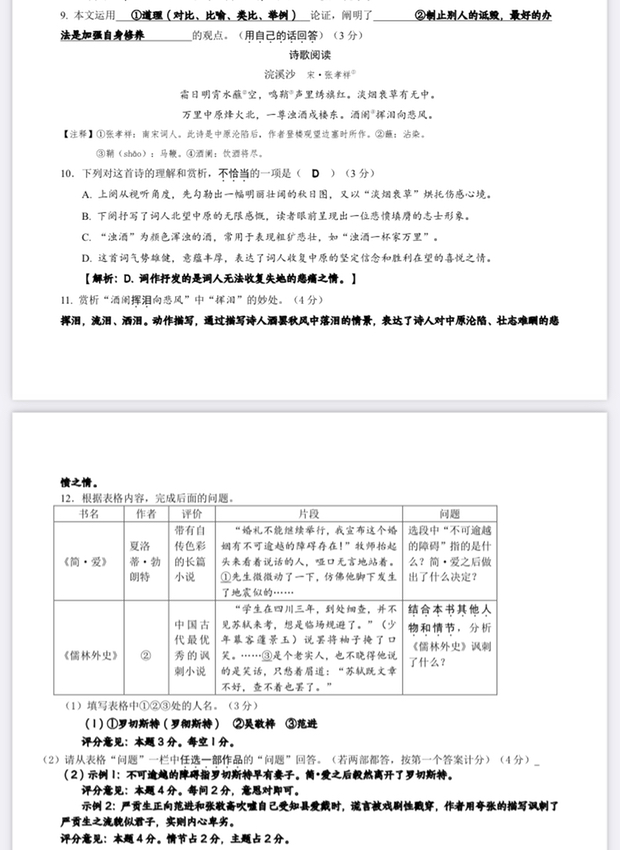 9. 本文运用 ①道理（对比、比喻、类比、举例） 论证，阐明了 ②制止别人的诋毁，最好的办
法是加强自身修养 的观点。（用自己的话回答）（3 分）
诗歌阅读
浣溪沙 宋·张孝祥①
霜日明霄水蘸②空，鸣鞘③声里绣旗红。淡烟衰草有无中。
万里中原烽火北，一尊浊酒戍楼东。酒阑④挥泪向悲风。
【注释】①张孝祥：南宋词人。此诗是中原沦陷后，作者登楼观望边塞时所作。②蘸：沾染。
③鞘（shāo）：马鞭。④酒阑：饮酒将尽。
10. 下列对这首诗的理解和赏析，不恰当的一项是（ D ）（3 分）
A. 上阕从视听角度，先勾勒出一幅明丽壮阔的秋日图，又以“淡烟衰草”烘托伤感心境。
B. 下阕抒写了词人北望中原的无限感慨，读者眼前呈现出一位悲愤填膺的志士形象。
C. “浊酒”为颜色浑浊的酒，常用于表现粗犷悲壮，如“浊酒一杯家万里”。
D. 这首词气势雄健，意蕴丰厚，表达了词人收复中原的坚定信念和胜利在望的喜悦之情。
【解析：D. 词作抒发的是词人无法收复失地的悲痛之情。】
11. 赏析“酒阑挥泪向悲风”中“挥泪”的妙处。（4 分）
挥泪，流泪、洒泪。动作描写，通过描写诗人酒罢秋风中落泪的情景，表达了诗人对中原沦陷、壮志难酬的悲
愤之情。
12. 根据表格内容，完成后面的问题。
书名 作者 评价 片段 问题
《简·爱》 夏洛蒂·勃朗特 带有自传色彩的长篇小说 “婚礼不能继续举行，我宣布这个婚姻有不可逾越的障碍存在！”牧师抬起头来看着说话的人，哑口无言地站着。①先生微微动了一下，仿佛他脚下发生了地震似的…… 选段中“不可逾越的障碍”指的是什么？简·爱之后做出了什么决定？
《儒林外史》 ② 中国古代最优秀的讽刺小说 “学生在四川三年，到处细查，并不见苏轼来考，想是临场规避了。”（少年幕客蘧景玉）说罢将袖子掩了口笑。……③是个老实人，也不晓得他说的是笑话，只愁着眉道：“苏轼既文章不好，查不着也罢了。” 结合本书其他人物和情节，分析《儒林外史》讽刺了什么？
（1）填写表格中①②③处的人名。（3 分）
（1）①罗切斯特（罗彻斯特） ②吴敬梓 ③范进
评分意见：本题 3 分。每空 1 分。
（2）请从表格“问题”一栏中任选一部作品的“问题”回答。（若两部都答，按第一个答案计分）（4 分）_
（2）示例 1：不可逾越的障碍指罗切斯特早有妻子。简·爱之后毅然离开了罗切斯特。
评分意见：本题 4 分。每问 2 分，意思对即可。
示例 2：严贡生正向范进和张敬斋吹嘘自己受知县爱戴时，谎言被戏剧性戳穿，作者用夸张的描写讽刺了
严贡生之流貌似君子，实则内心卑劣。
评分意见：本题 4 分。情节占 2 分，主题占 2 分。